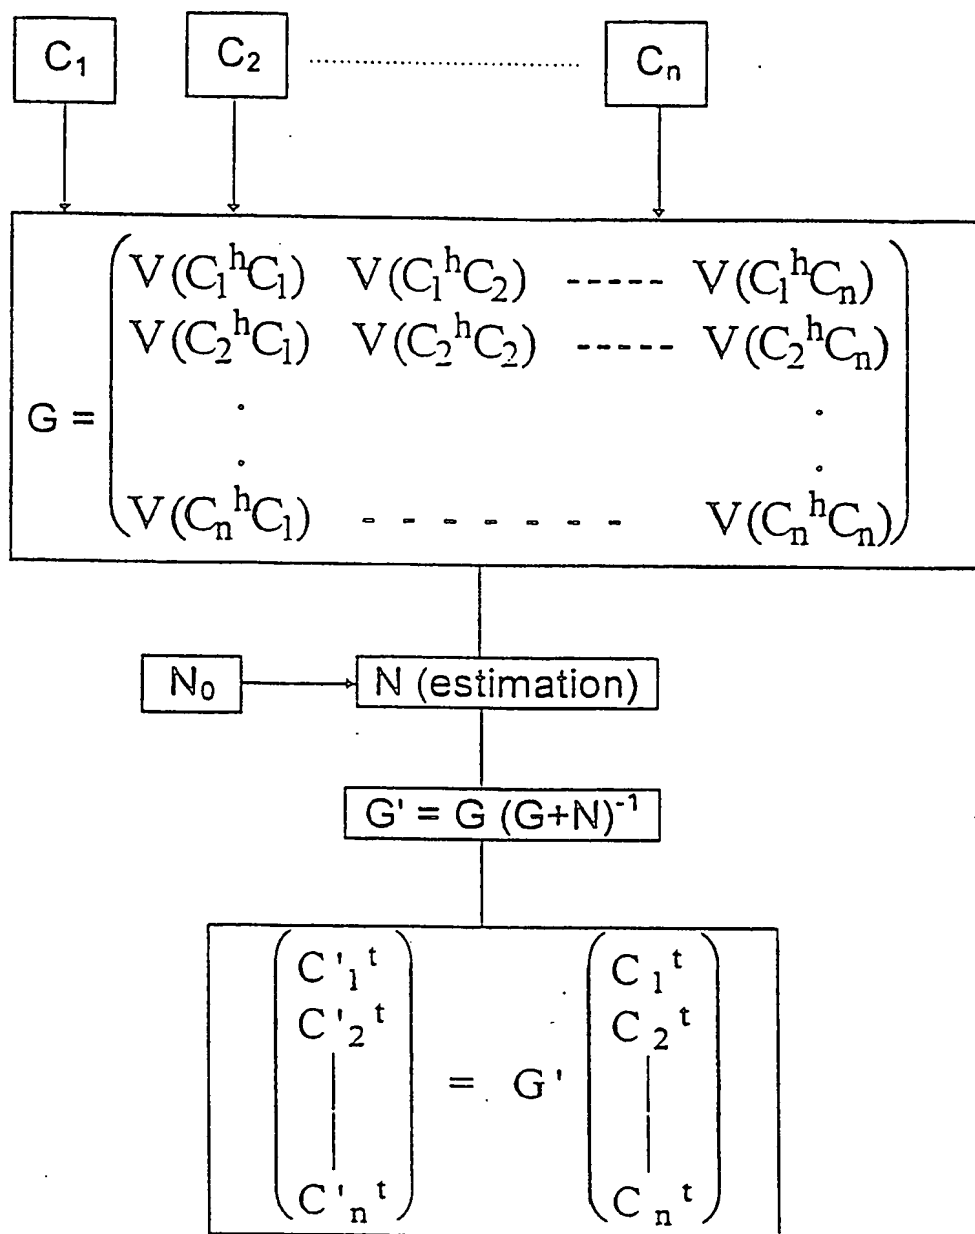 C₁ C₂ ........................ Cₙ
V(C₁ʰC₁) V(C₁ʰC₂) ----- V(C₁ʰCₙ)
V(C₂ʰC₁) V(C₂ʰC₂) ----- V(C₂ʰCₙ)
G =
V(CₙʰC₁) - - - - - - - V(CₙʰCₙ)
N₀ N (estimation)
G' = G (G+N)⁻¹
C'₁ᵗ C₁ᵗ
C'₂ᵗ C₂ᵗ
= G'
C'ₙᵗ Cₙᵗ